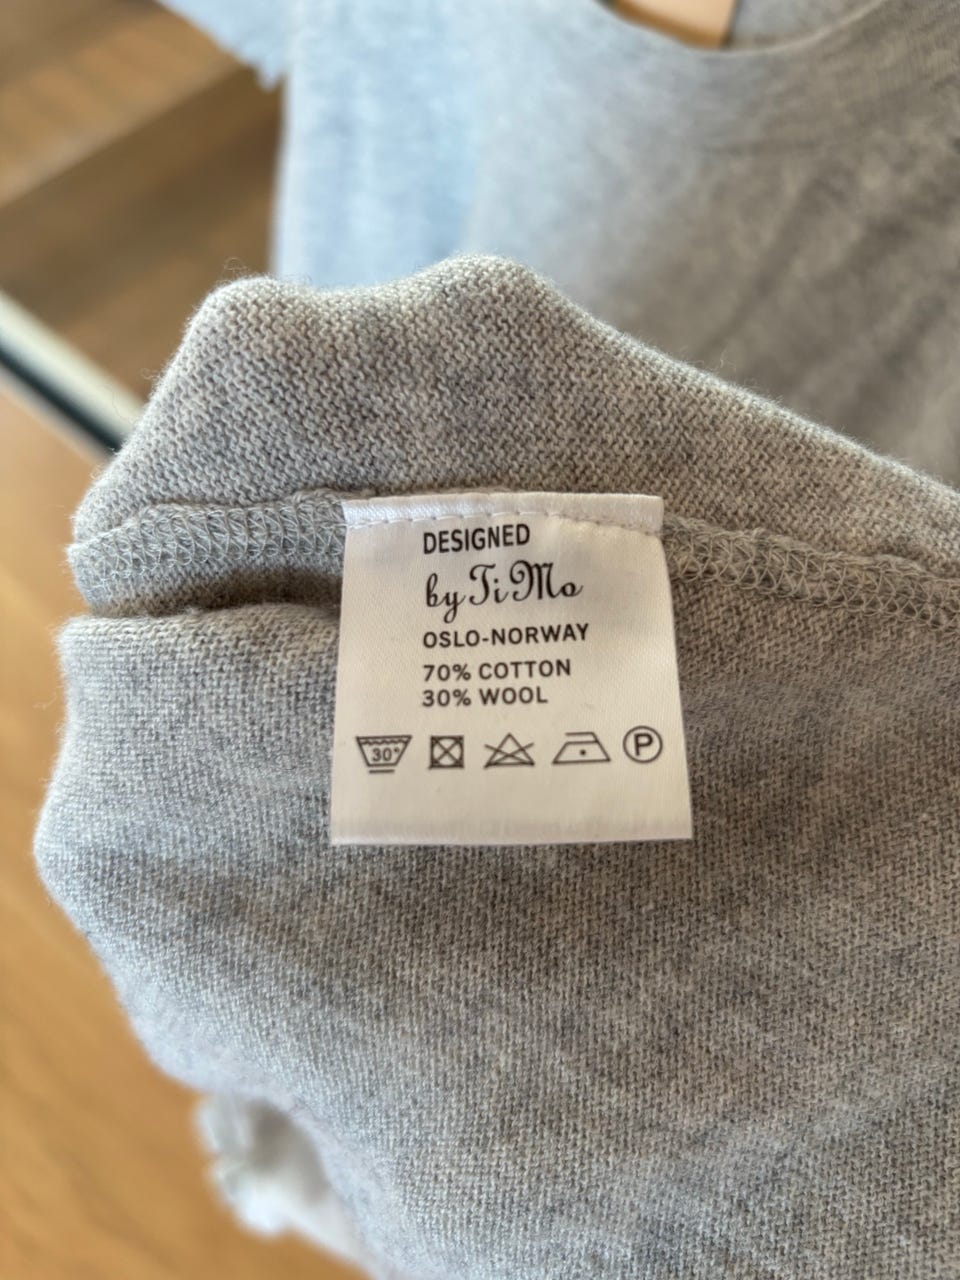 DESIGNED
by Ti Mo
OSLO-NORWAY
70% COTTON
30% WOOL
30° P